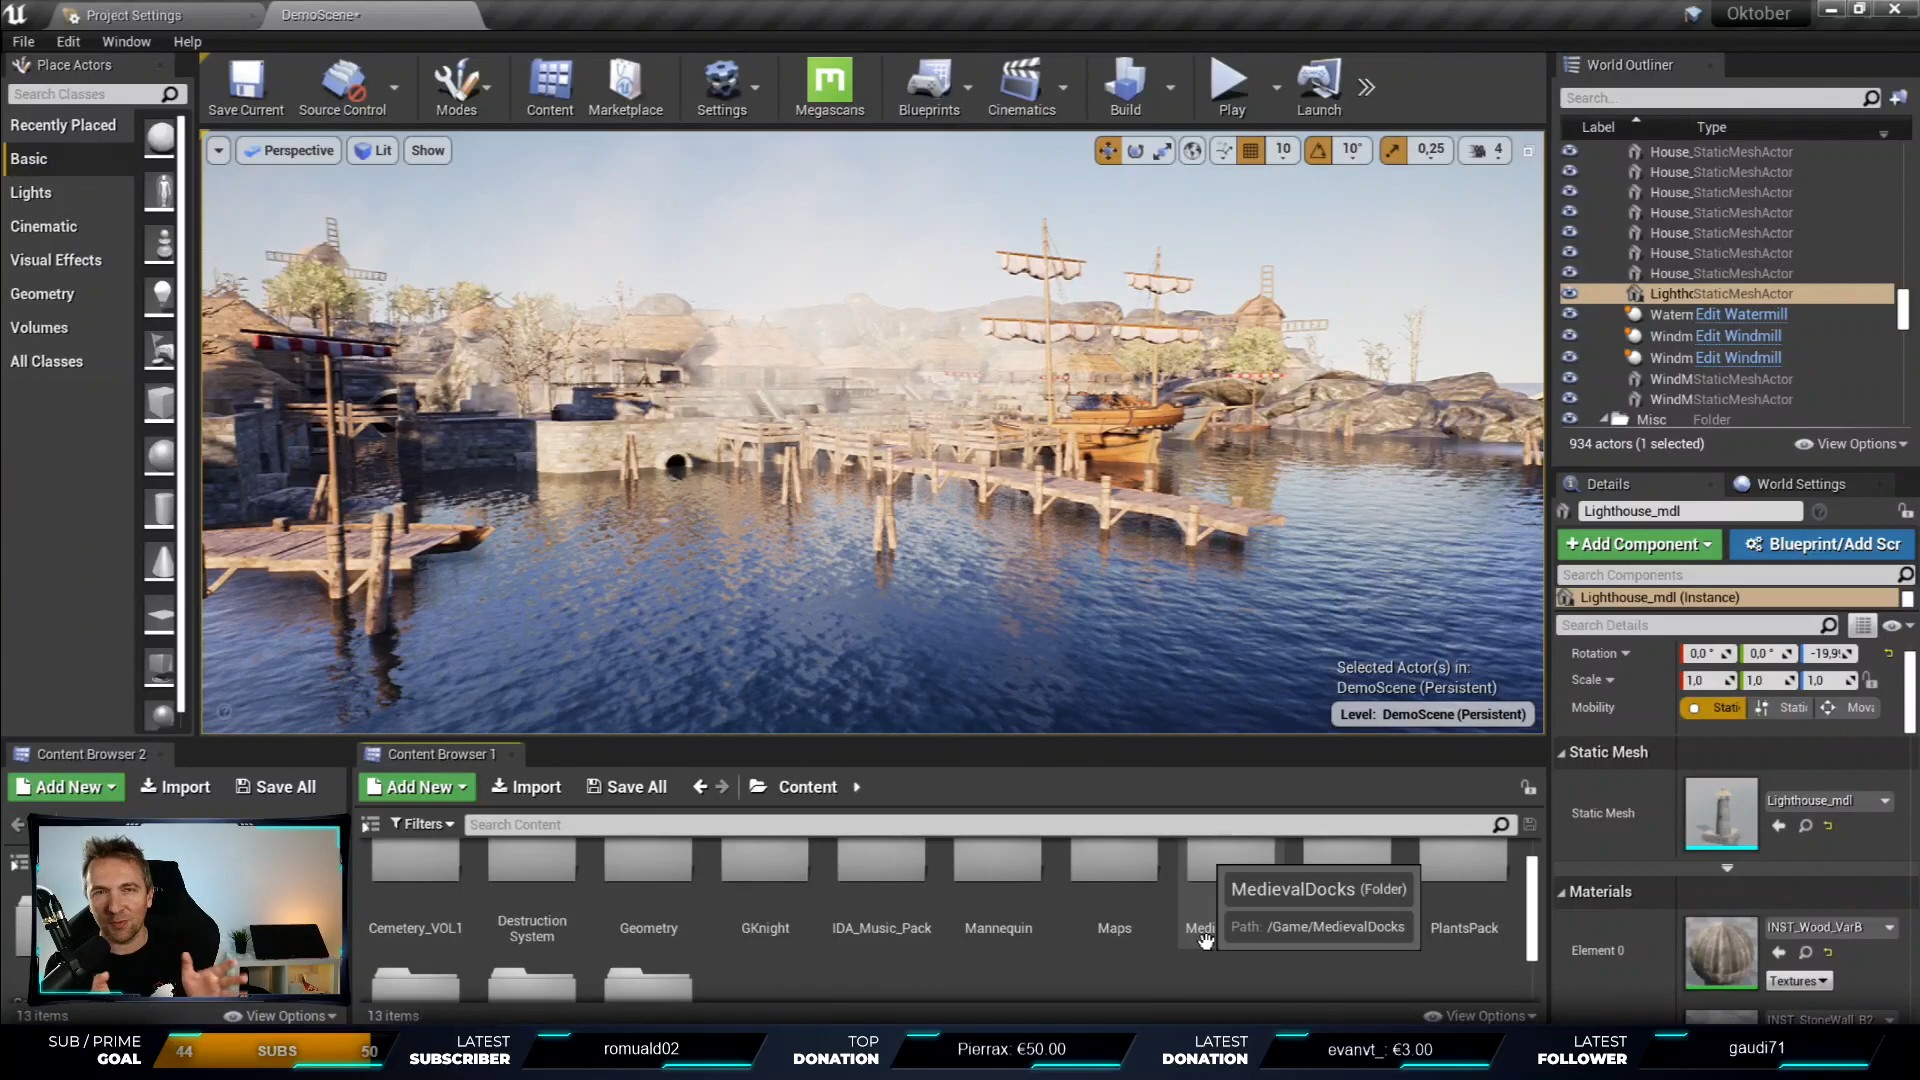 Project Settings
DemoScene*
Oktober
File
Edit
Window
Help
Place Actors
Search Classes
Recently Placed
Basic
Lights
Cinematic
Visual Effects
Geometry
Volumes
All Classes
Save Current
Source Control
Modes
Content
Marketplace
Settings
Megascans
Blueprints
Cinematics
Build
Play
Launch
Perspective
Lit
Show
10
10°
0,25
4
Selected Actor(s) in:
DemoScene (Persistent)
Level: DemoScene (Persistent)
World Outliner
Search...
Label
Type
House_StaticMeshActor
House_StaticMeshActor
House_StaticMeshActor
House_StaticMeshActor
House_StaticMeshActor
House_StaticMeshActor
House_StaticMeshActor
LighthcStaticMeshActor
Waterm Edit Watermill
Windm Edit Windmill
Windm Edit Windmill
WindM StaticMeshActor
WindM StaticMeshActor
Misc Folder
934 actors (1 selected)
View Options
Details
World Settings
Lighthouse_mdl
+Add Component
Blueprint/Add Scr
Search Components
Lighthouse_mdl (Instance)
Search Details
Rotation
0,0 °
0,0 °
-19,9
Scale
1,0
1,0
1,0
Mobility
Stati
Stati
Mova
Static Mesh
Static Mesh
Lighthouse_mdl
Materials
Element 0
INST_Wood_VarB
Textures
INST_StoneWall_B2
Content Browser 2
Add New
Import
Save All
13 items
View Options
Content Browser 1
Add New
Import
Save All
Content
Filters
Search Content
Cemetery_VOL1
Destruction
System
Geometry
GKnight
IDA_Music_Pack
Mannequin
Maps
Medi
PlantsPack
MedievalDocks (Folder)
Path: /Game/MedievalDocks
13 items
View Options
SUB / PRIME
GOAL
44
SUBS
50
LATEST
SUBSCRIBER
romuald02
TOP
DONATION
Pierrax: €50.00
LATEST
DONATION
evanvt_: €3.00
LATEST
FOLLOWER
gaudi71